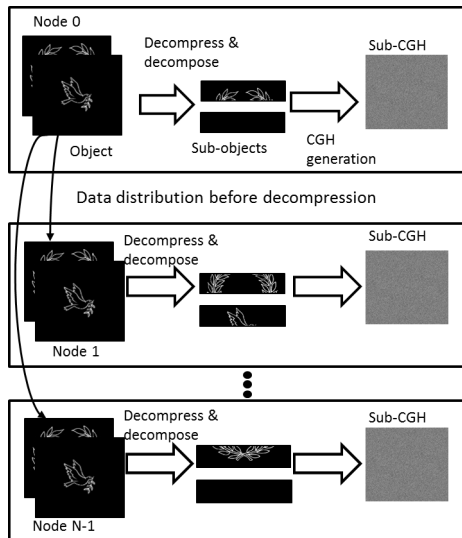 Node 0
Decompress &
decompose
Sub-CGH
Object
Sub-objects
CGH
generation
Data distribution before decompression
Decompress &
decompose
Sub-CGH
Node 1
Decompress &
decompose
Sub-CGH
Node N-1